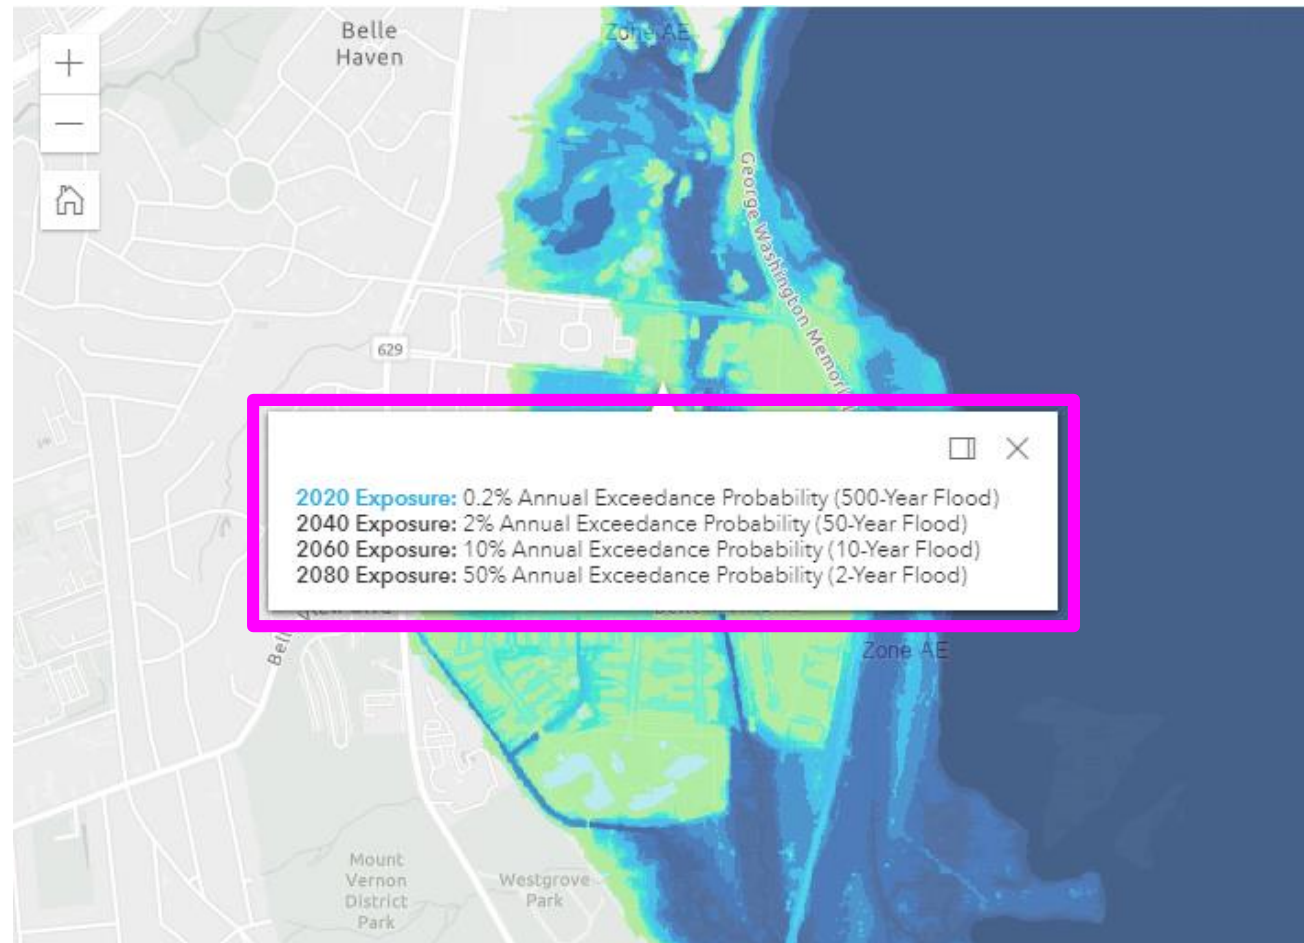 Belle
Haven
Zone AE
George Washington Memori
629
2020 Exposure: 0.2% Annual Exceedance Probability (500-Year Flood)
2040 Exposure: 2% Annual Exceedance Probability (50-Year Flood)
2060 Exposure: 10% Annual Exceedance Probability (10-Year Flood)
2080 Exposure: 50% Annual Exceedance Probability (2-Year Flood)
Zone AE
Mount
Vernon
District
Park
Westgrove
Park